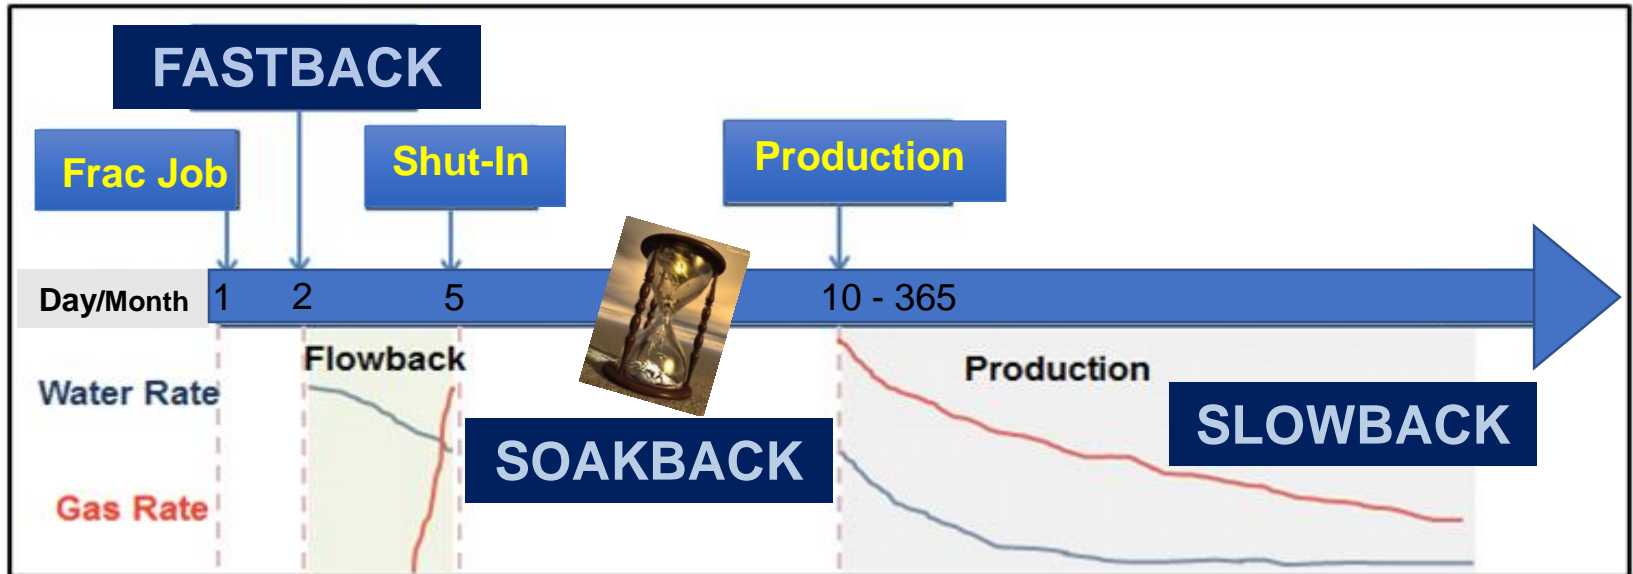 FASTBACK
Frac Job
Shut-In
Production
Day/Month 1 2 5 10 - 365
Flowback
Production
Water Rate
SLOWBACK
SOAKBACK
Gas Rate